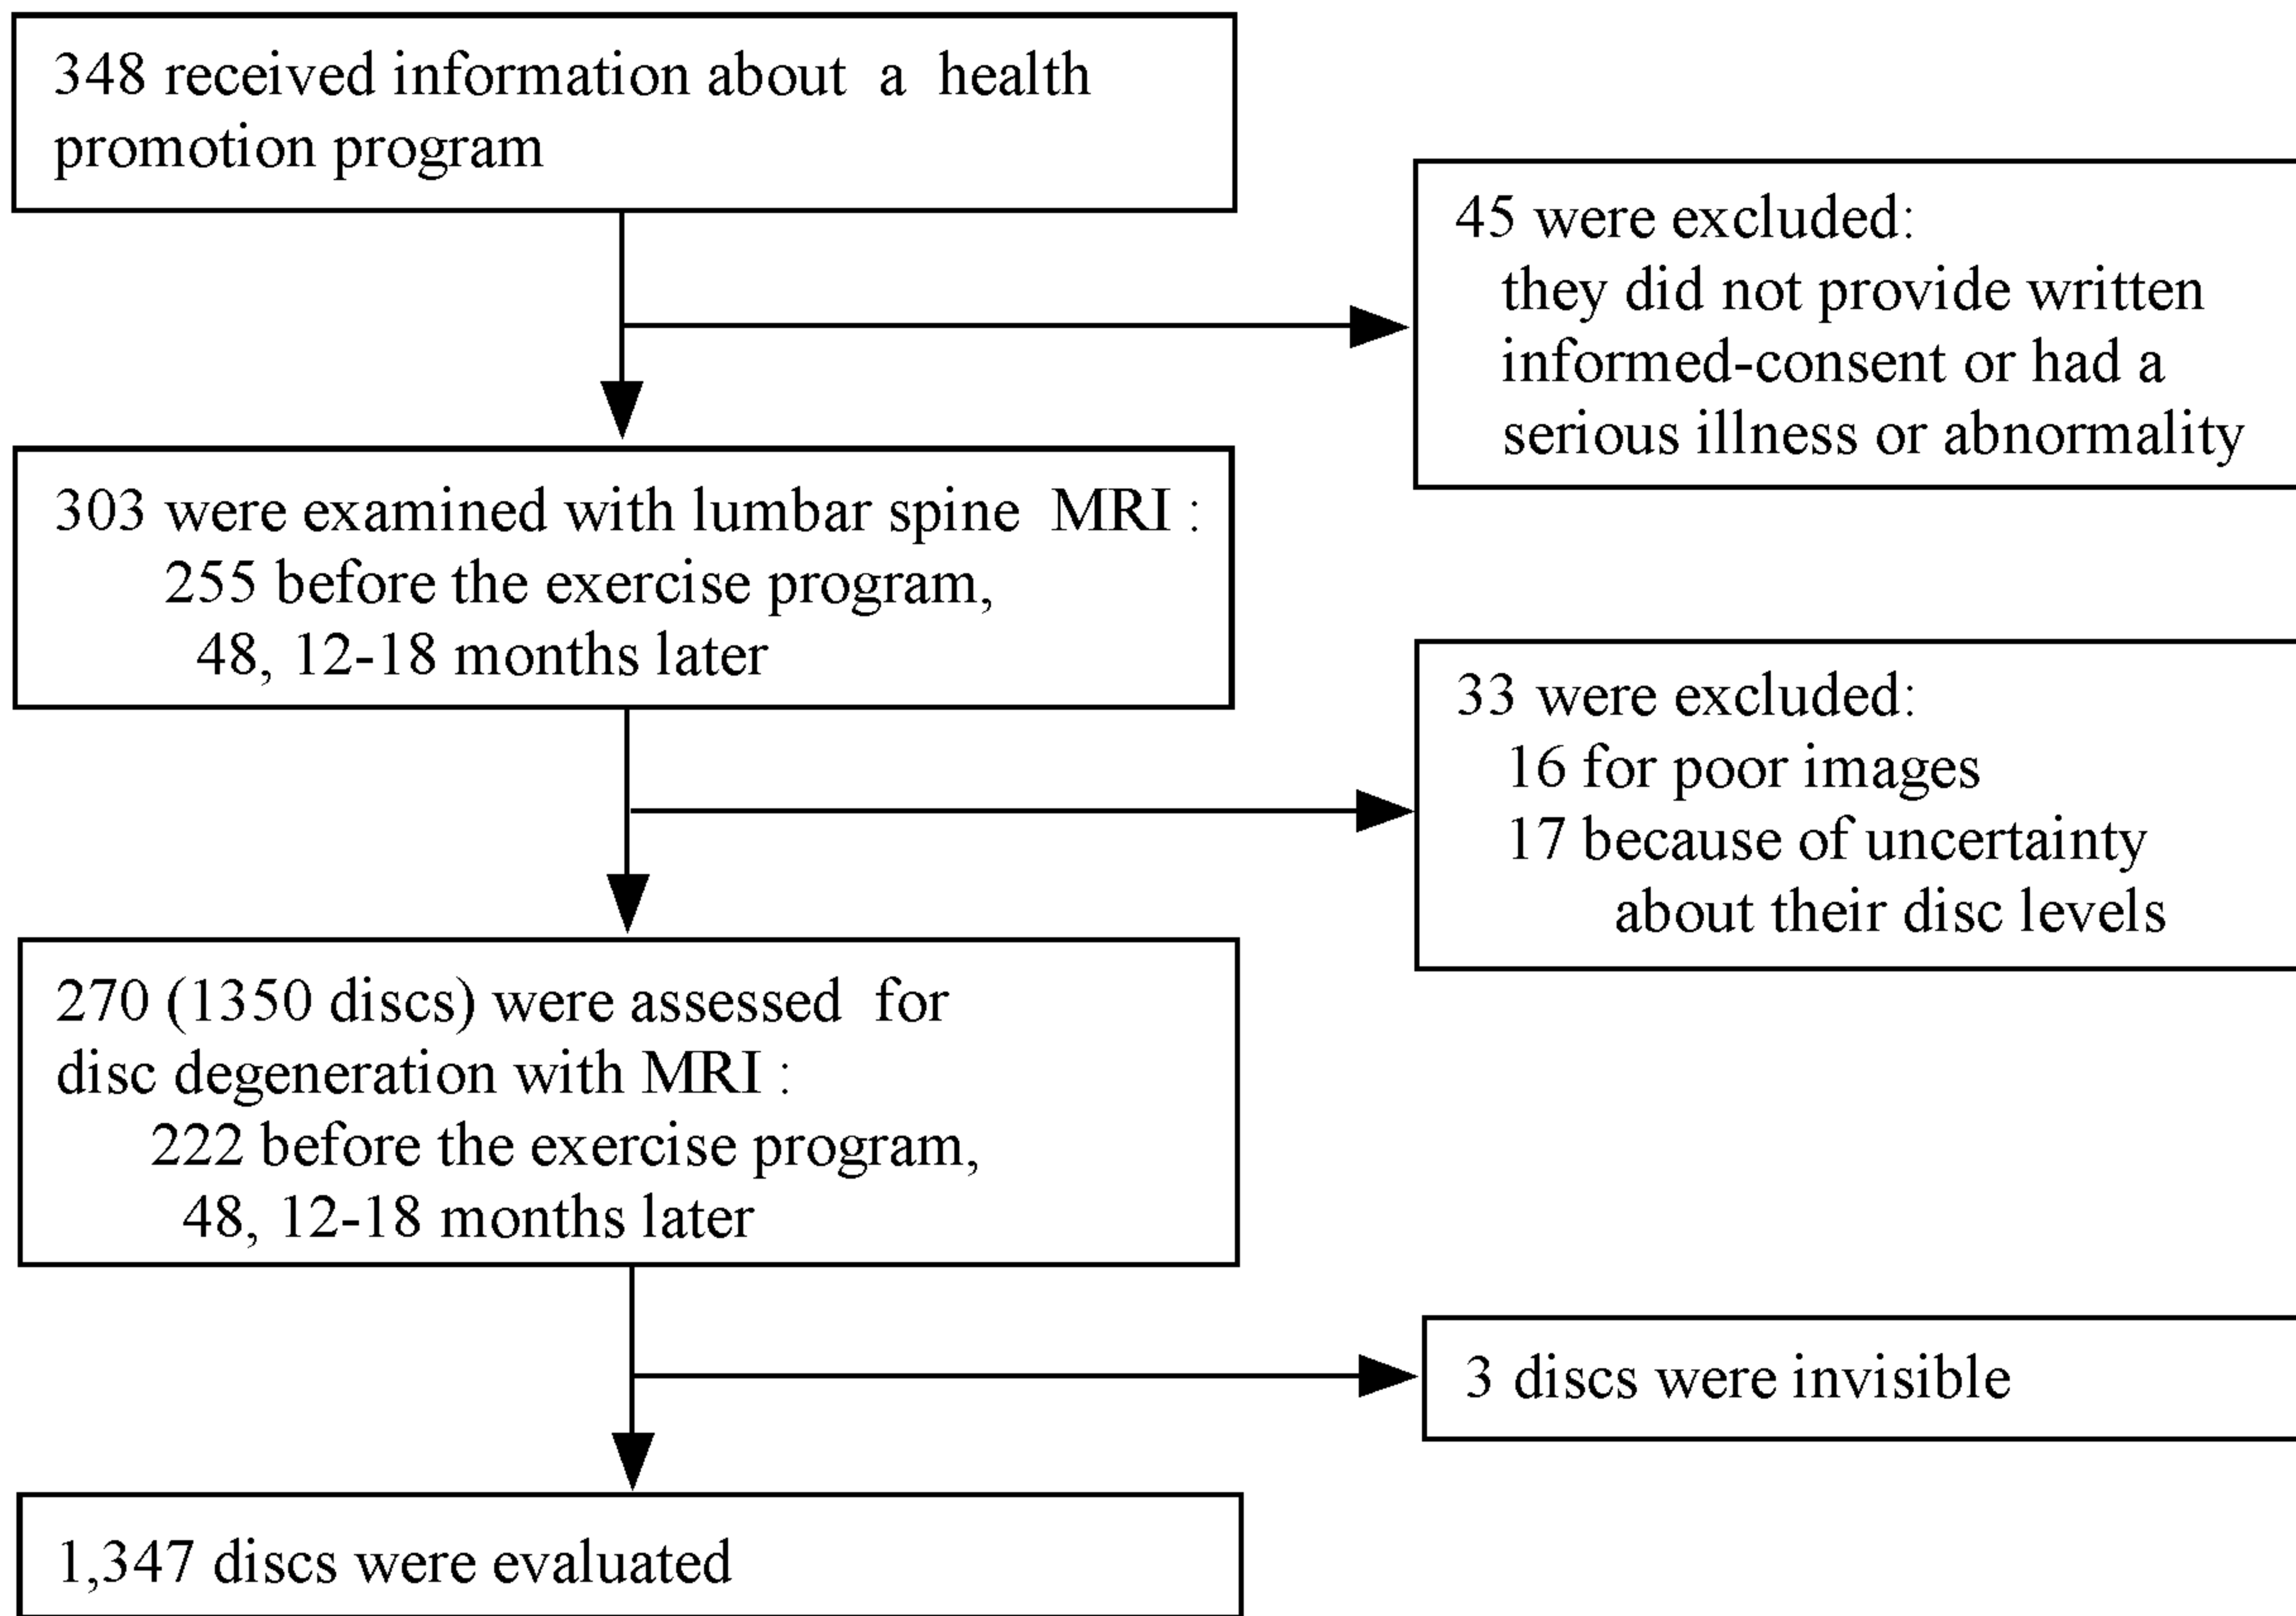 348 received information about a health
promotion program
45 were excluded:
they did not provide written
informed-consent or had a
serious illness or abnormality
303 were examined with lumbar spine MRI :
255 before the exercise program,
48, 12-18 months later
33 were excluded:
16 for poor images
17 because of uncertainty
about their disc levels
270 (1350 discs) were assessed for
disc degeneration with MRI :
222 before the exercise program,
48, 12-18 months later
3 discs were invisible
1,347 discs were evaluated